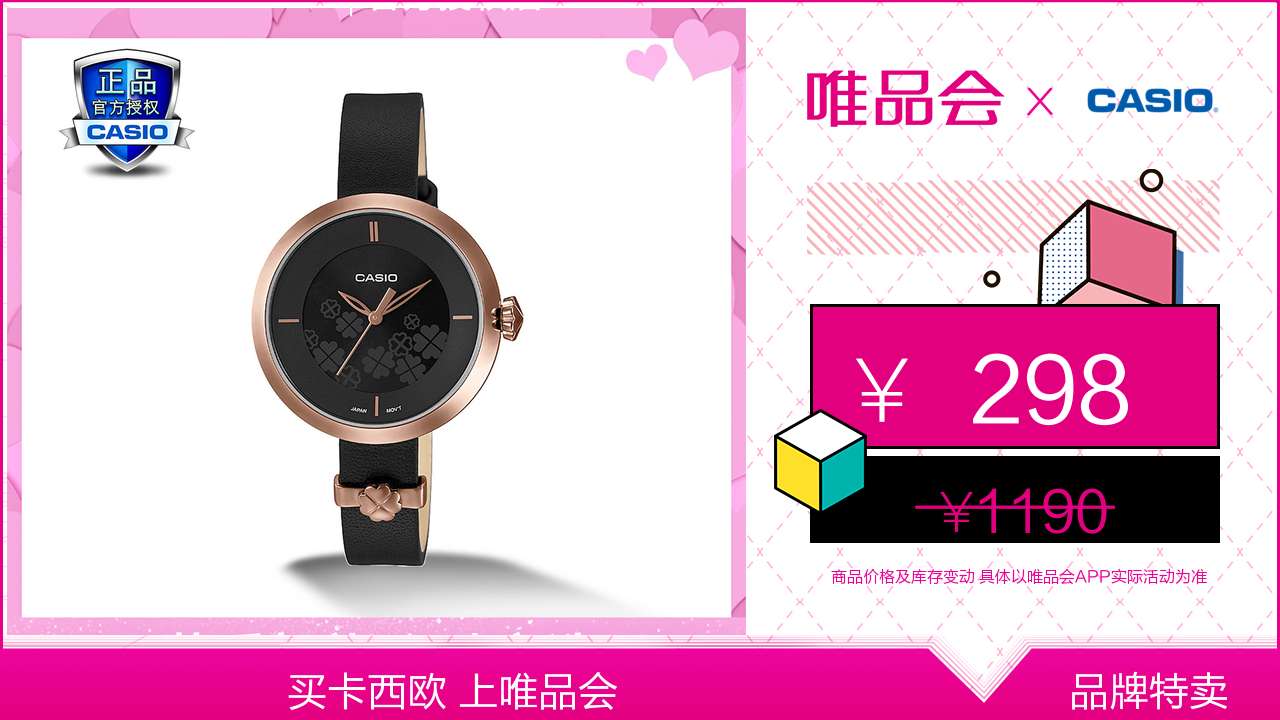 正品
官方授权
CASIO
CASIO
JAPAN MOV'T
唯品会 × CASIO
¥ 298
¥1190
商品价格及库存变动 具体以唯品会APP实际活动为准
买卡西欧 上唯品会
品牌特卖